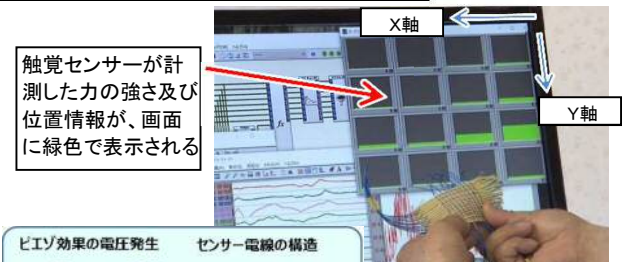 X軸
触覚センサーが計
測した力の強さ及び
位置情報が、画面
に緑色で表示される
Y軸
ピエゾ効果の電圧発生 センサー電線の構造